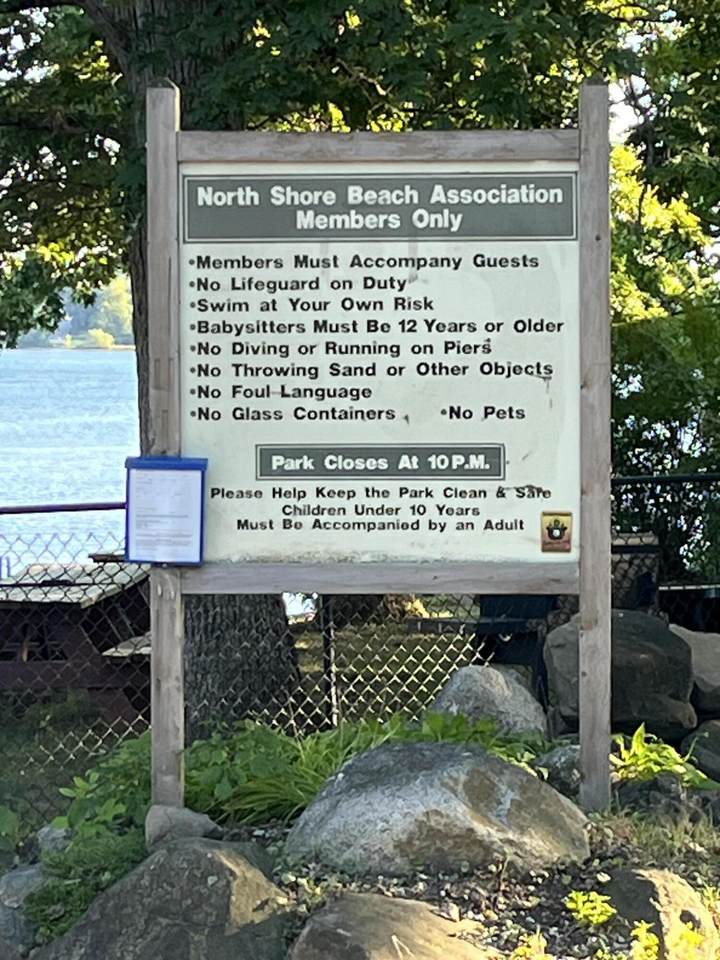 North Shore Beach Association
Members Only
•Members Must Accompany Guests
•No Lifeguard on Duty
•Swim at Your Own Risk
•Babysitters Must Be 12 Years or Older
•No Diving or Running on Piers
•No Throwing Sand or Other Objects
•No Foul Language
•No Glass Containers •No Pets
Park Closes At 10 P.M.
Please Help Keep the Park Clean & Safe
Children Under 10 Years
Must Be Accompanied by an Adult